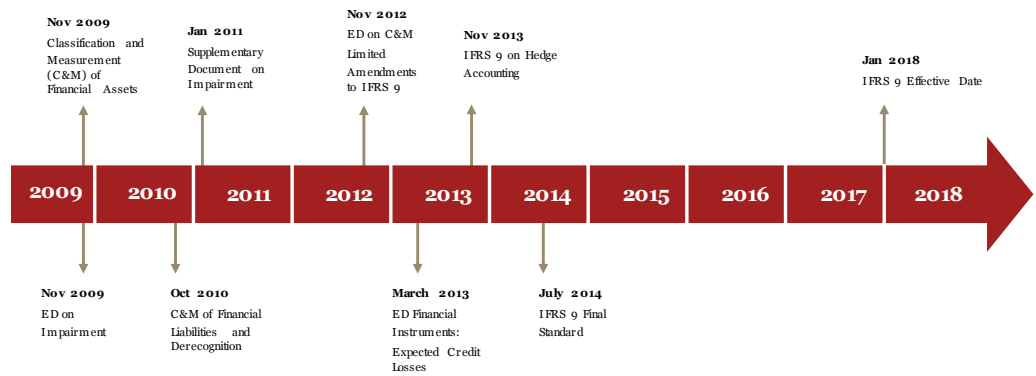 Nov 2009
Classification and
Measurement
(C&M) of
Financial Assets
Jan 2011
Supplementary
Document on
Impairment
Nov 2012
ED on C&M
Limited
Amendments
to IFRS 9
Nov 2013
IFRS 9 on Hedge
Accounting
Jan 2018
IFRS 9 Effective Date
2009
2010
2011
2012
2013
2014
2015
2016
2017
2018
Nov 2009
ED on
Impairment
Oct 2010
C&M of Financial
Liabilities and
Derecognition
March 2013
ED Financial
Instruments:
Expected Credit
Losses
July 2014
IFRS 9 Final
Standard